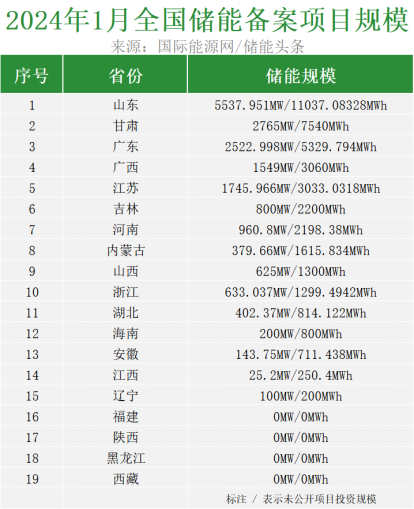 2024年1月全国储能备案项目规模
来源：国际能源网/储能头条
序号 省份 储能规模
1 山东 5537.951MW/11037.08328MWh
2 甘肃 2765MW/7540MWh
3 广东 2522.998MW/5329.794MWh
4 广西 1549MW/3060MWh
5 江苏 1745.966MW/3033.0318MWh
6 吉林 800MW/2200MWh
7 河南 960.8MW/2198.38MWh
8 内蒙古 379.66MW/1615.834MWh
9 山西 625MW/1300MWh
10 浙江 633.037MW/1299.4942MWh
11 湖北 402.37MW/814.122MWh
12 海南 200MW/800MWh
13 安徽 143.75MW/711.438MWh
14 江西 25.2MW/250.4MWh
15 辽宁 100MW/200MWh
16 福建 0MW/0MWh
17 陕西 0MW/0MWh
18 黑龙江 0MW/0MWh
19 西藏 0MW/0MWh
标注 / 表示未公开项目投资规模